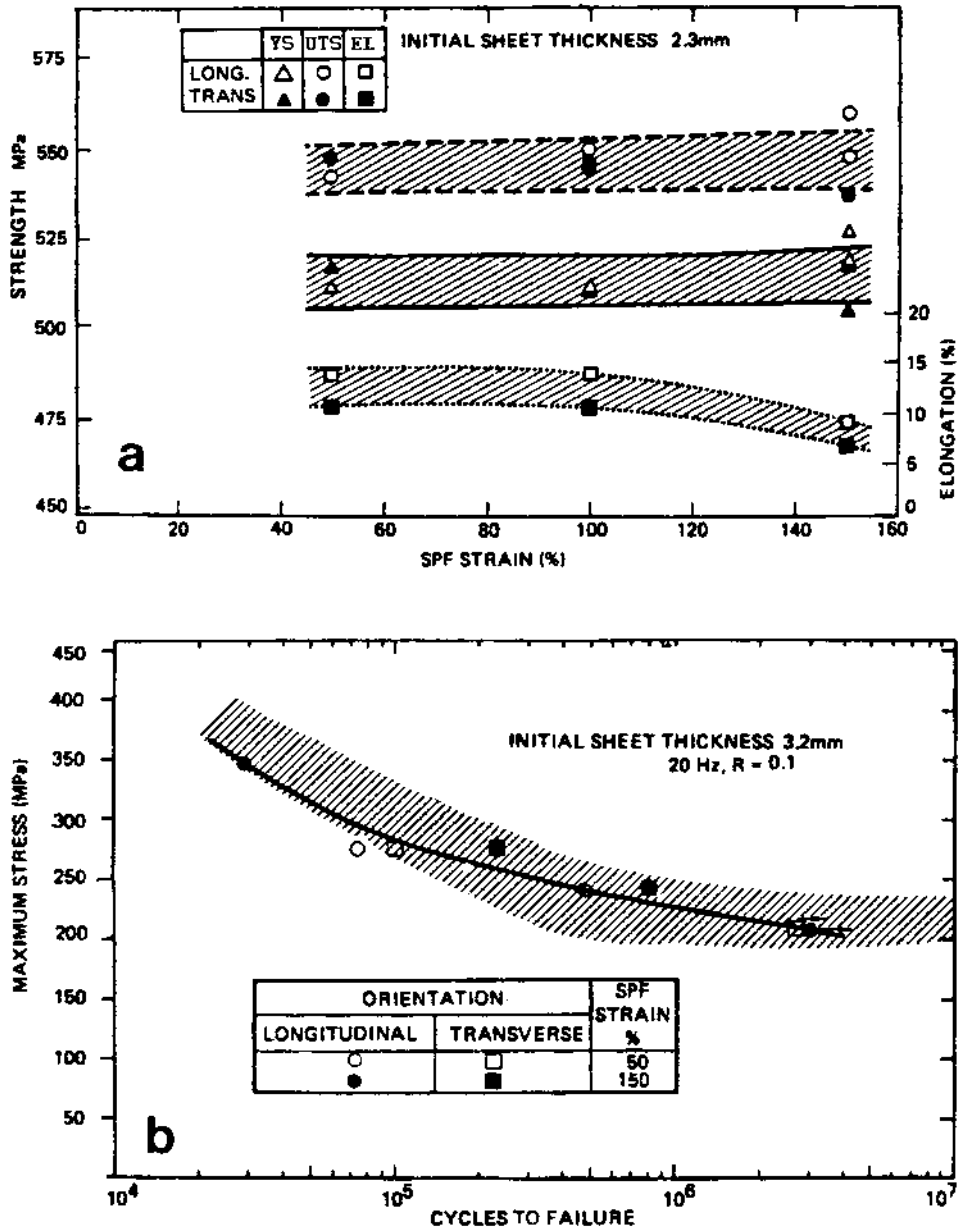 YS UTS EL
LONG. △ ○ □
TRANS ▲ ● ■
INITIAL SHEET THICKNESS 2.3mm
575
550
525
500
475
450
STRENGTH MPa
20
15
10
5
0
ELONGATION (%)
a
0 20 40 60 80 100 120 140 160
SPF STRAIN (%)
450
400
350
300
250
200
150
100
50
MAXIMUM STRESS (MPa)
INITIAL SHEET THICKNESS 3.2mm
20 Hz, R = 0.1
ORIENTATION SPF STRAIN %
LONGITUDINAL TRANSVERSE
○ □ 50
● ■ 150
b
10⁴ 10⁵ 10⁶ 10⁷
CYCLES TO FAILURE